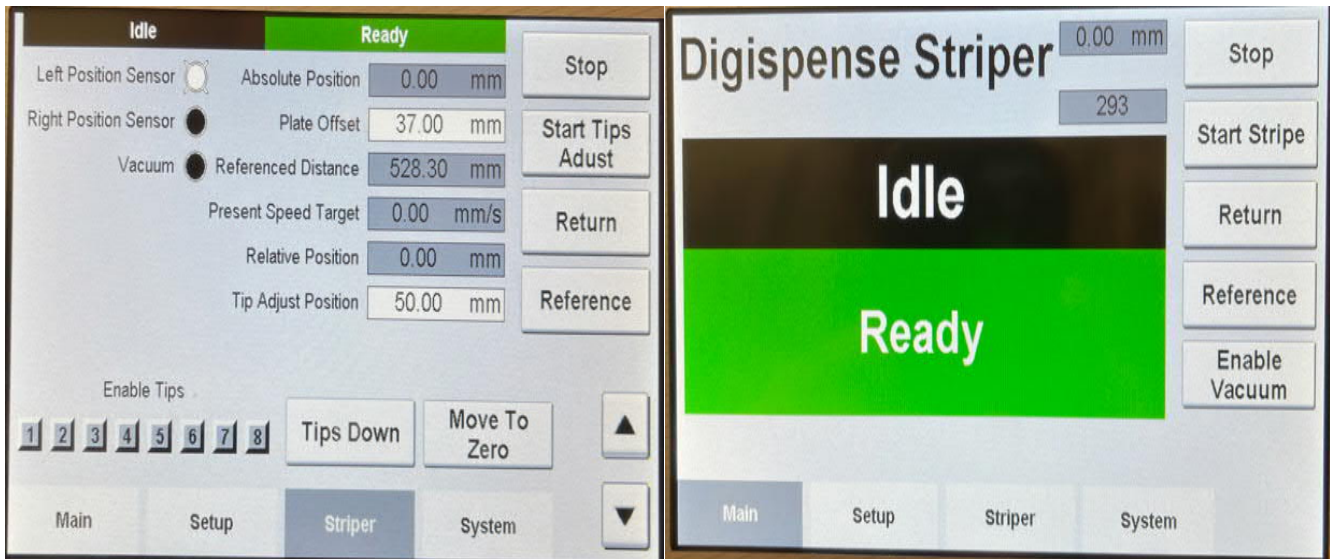 Idle Ready
Left Position Sensor Absolute Position 0.00 mm Stop
Right Position Sensor Plate Offset 37.00 mm Start Tips
Adust
Vacuum Referenced Distance 528.30 mm
Present Speed Target 0.00 mm/s Return
Relative Position 0.00 mm
Tip Adjust Position 50.00 mm Reference
Enable Tips
1 2 3 4 5 6 7 8 Tips Down Move To
Zero
Main Setup Striper System
Digispense Striper 0.00 mm Stop
293
Start Stripe
Idle
Return
Reference
Ready
Enable
Vacuum
Main Setup Striper System